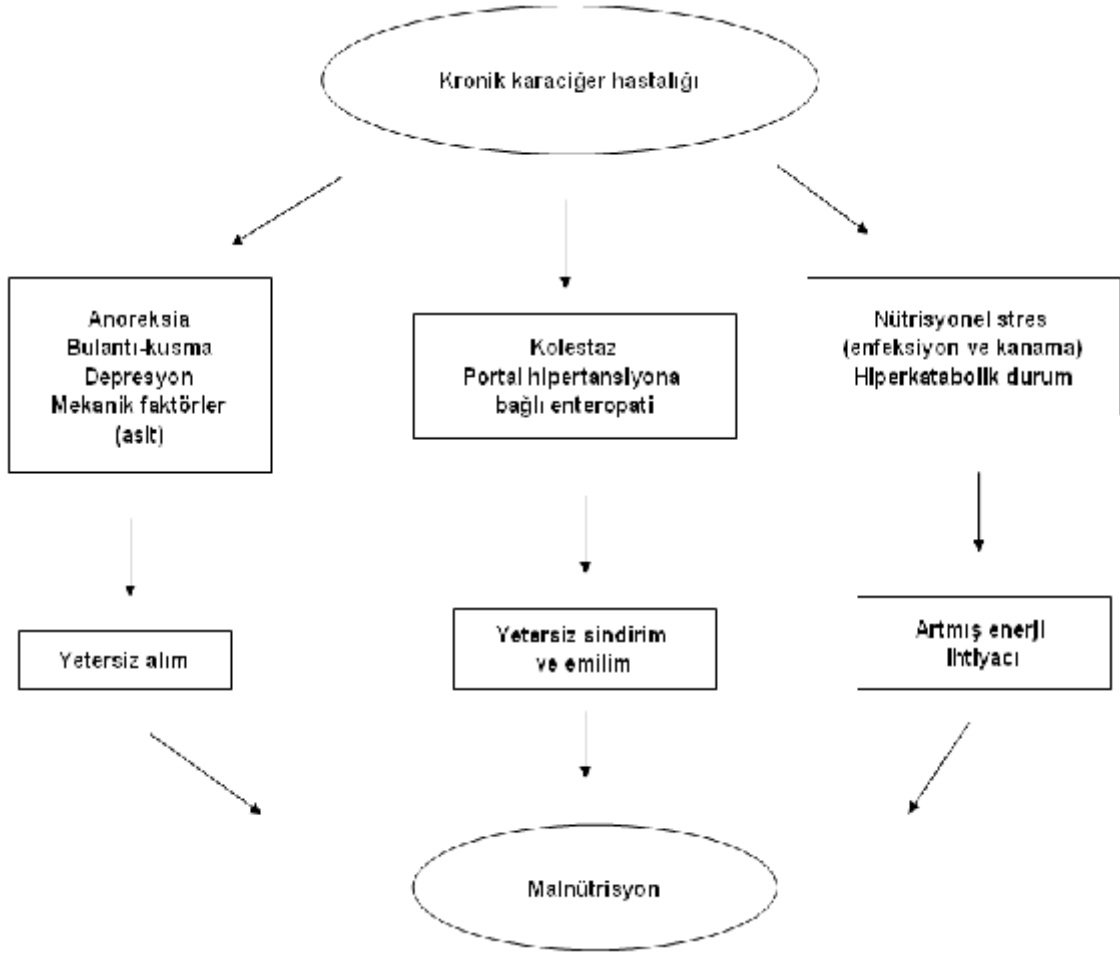 Kronik karaciğer hastalığı
Anoreksia
Bulantı-kusma
Depresyon
Mekanik faktörler
(asit)
Kolestaz
Portal hipertansiyona
bağlı enteropati
Nütrisyonel stres
(enfeksiyon ve kanama)
Hiperkatabolik durum
Yetersiz alım
Yetersiz sindirim
ve emilim
Artmış enerji
ihtiyacı
Malnütrisyon